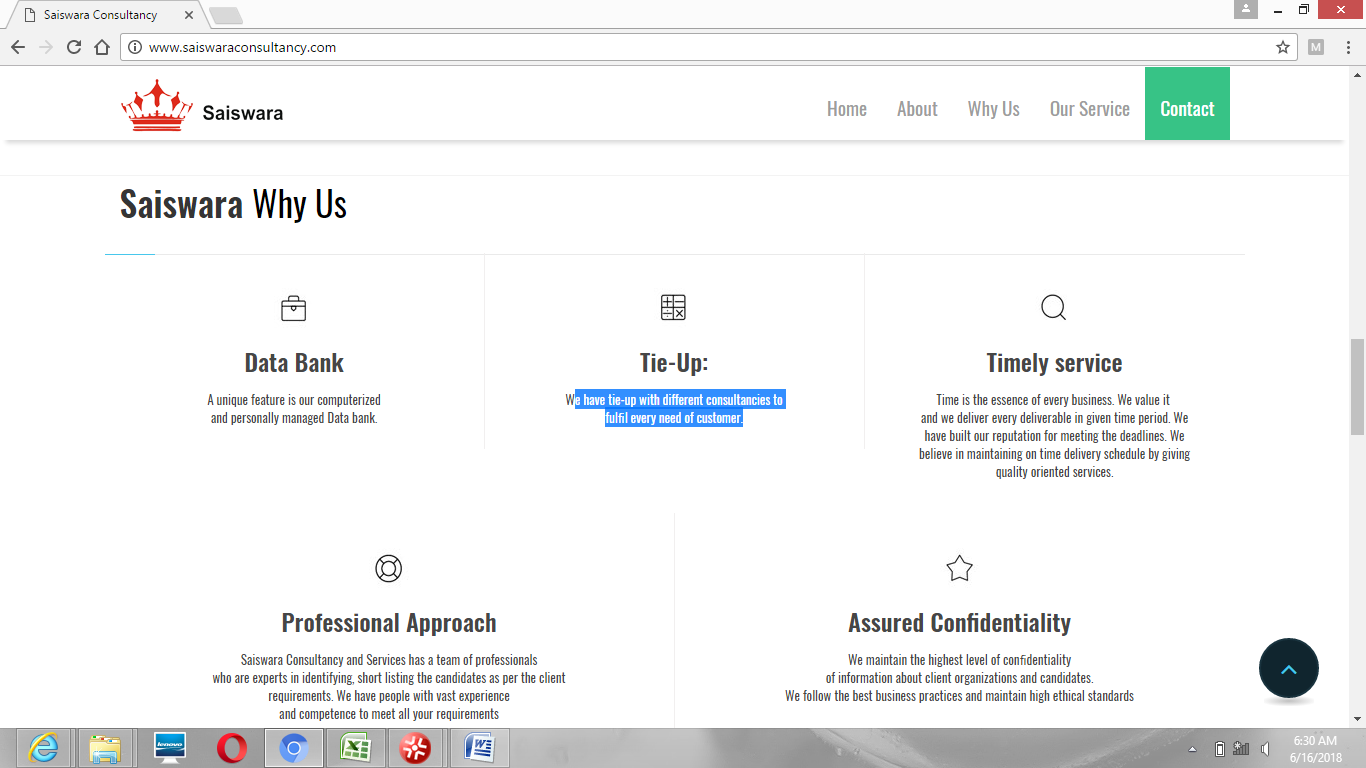 Saiswara Consultancy
www.saiswaraconsultancy.com
M
Saiswara
Home
About
Why Us
Our Service
Contact
Saiswara Why Us
Data Bank
A unique feature is our computerized
and personally managed Data bank.
Tie-Up:
We have tie-up with different consultancies to
fulfil every need of customer.
Timely service
Time is the essence of every business. We value it
and we deliver every deliverable in given time period. We
have built our reputation for meeting the deadlines. We
believe in maintaining on time delivery schedule by giving
quality oriented services.
Professional Approach
Saiswara Consultancy and Services has a team of professionals
who are experts in identifying, short listing the candidates as per the client
requirements. We have people with vast experience
and competence to meet all your requirements
Assured Confidentiality
We maintain the highest level of confidentiality
of information about client organizations and candidates.
We follow the best business practices and maintain high ethical standards
lenovo
6:30 AM
6/16/2018